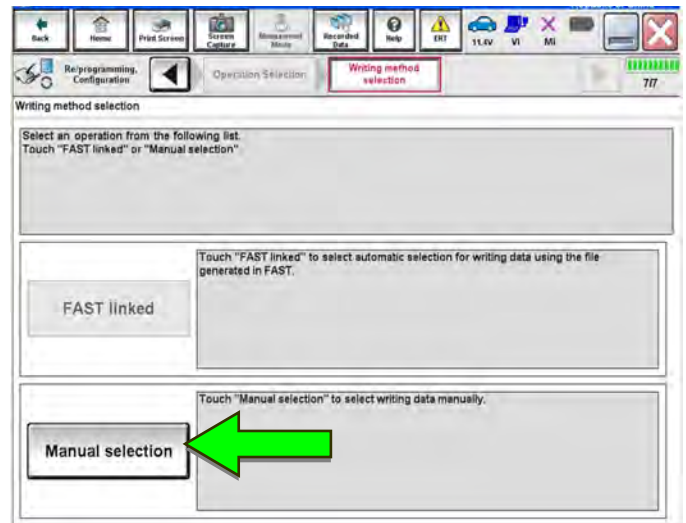 Back
Home
Print Screen
Screen
Capture
Measurement
Mode
Recorded
Data
Help
ERT
11.4V
VI
MI
Re/programming,
Configuration
Operation Selection
Writing method
selection
7/7
Writing method selection
Select an operation from the following list.
Touch "FAST linked" or "Manual selection"
FAST linked
Touch "FAST linked" to select automatic selection for writing data using the file
generated in FAST.
Manual selection
Touch "Manual selection" to select writing data manually.